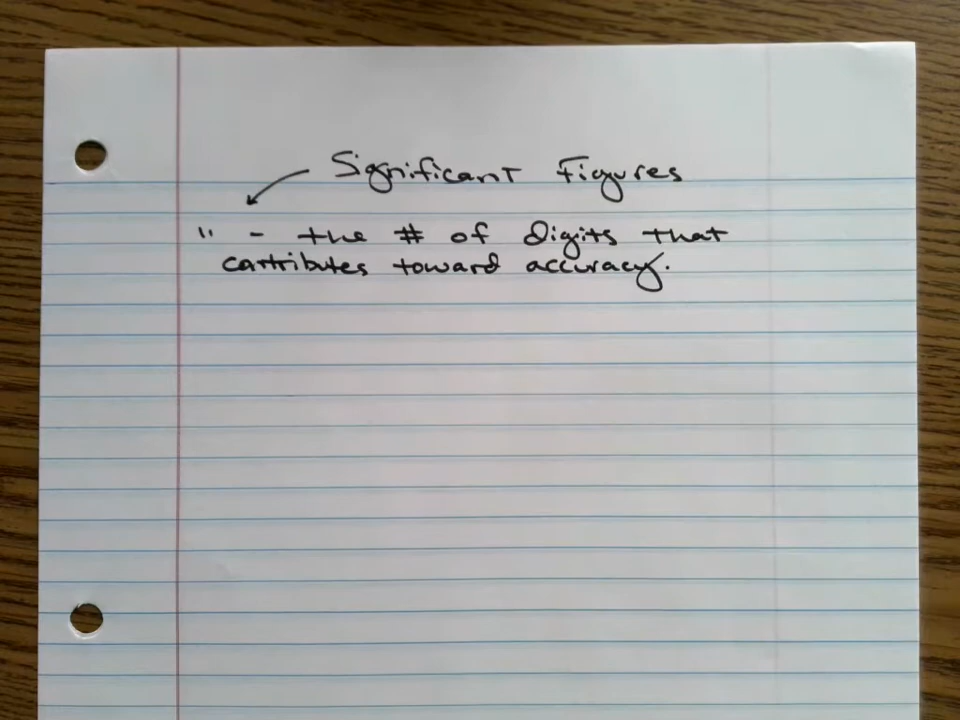 Significant Figures
" - the # of digits that
contributes toward accuracy.